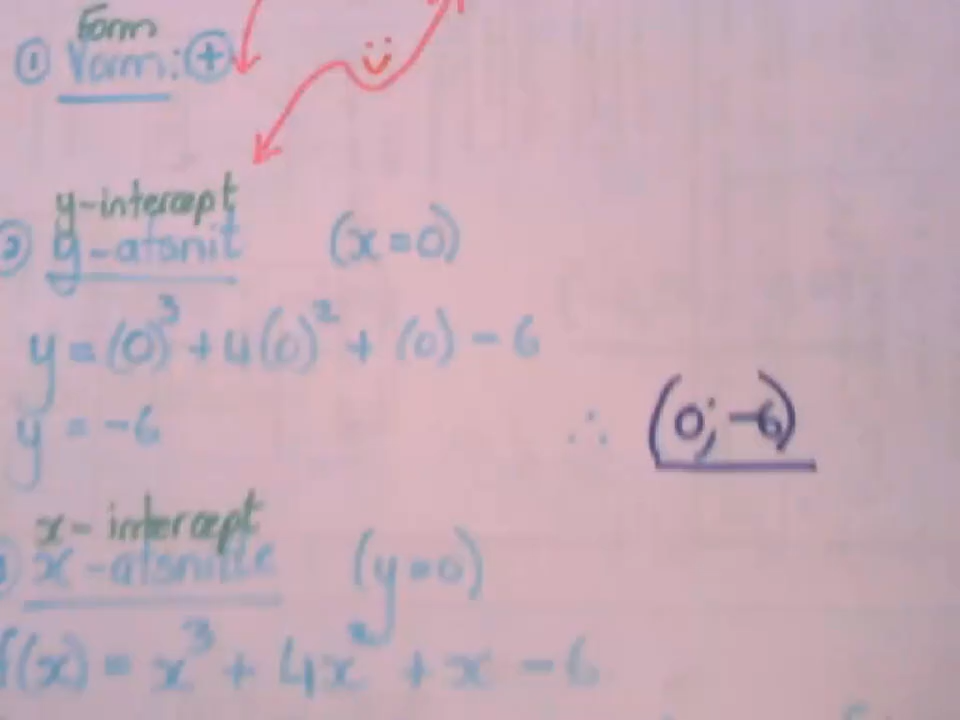 Form
① Vorm: ⊕
y-intercept
② y-afsnit (x=0)
y = (0)³ + 4(0)² + (0) - 6
y = -6 ∴ (0; -6)
x-intercept
x-afsnitte (y=0)
f(x) = x³ + 4x² + x - 6